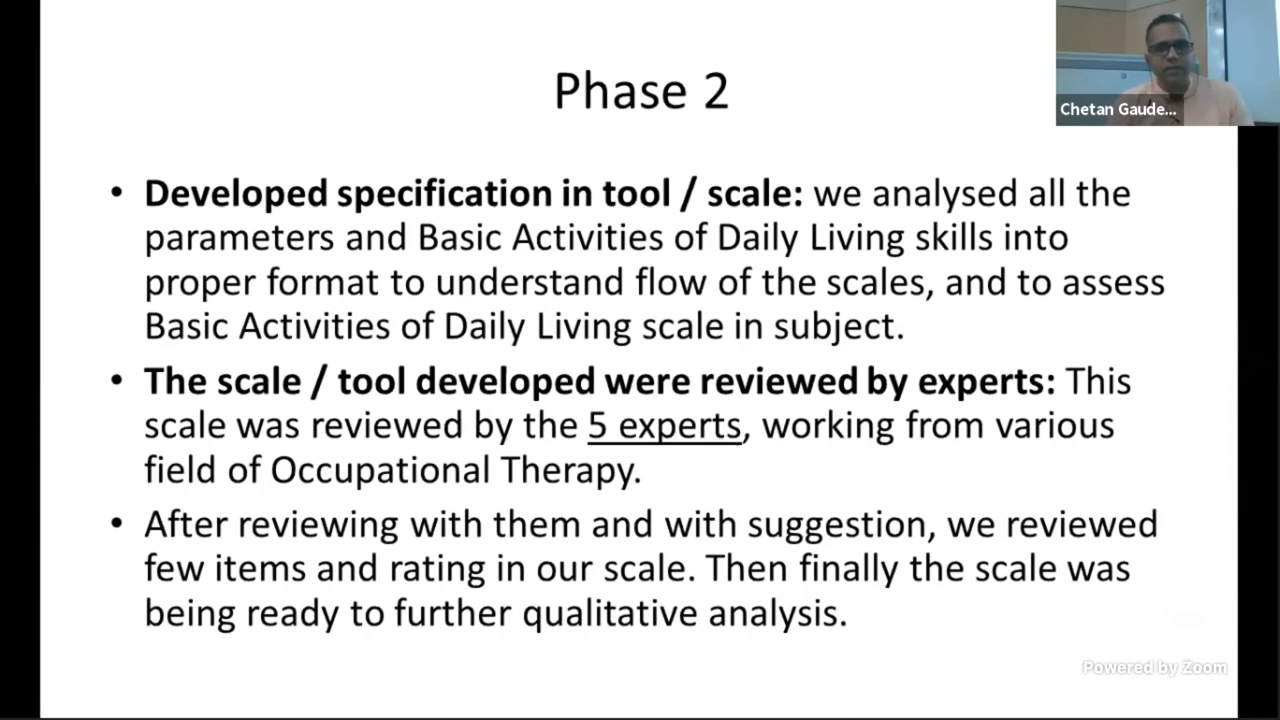 Phase 2
Chetan Gaude...
• Developed specification in tool / scale: we analysed all the
parameters and Basic Activities of Daily Living skills into
proper format to understand flow of the scales, and to assess
Basic Activities of Daily Living scale in subject.
• The scale / tool developed were reviewed by experts: This
scale was reviewed by the 5 experts, working from various
field of Occupational Therapy.
• After reviewing with them and with suggestion, we reviewed
few items and rating in our scale. Then finally the scale was
being ready to further qualitative analysis.
Powered by Zoom